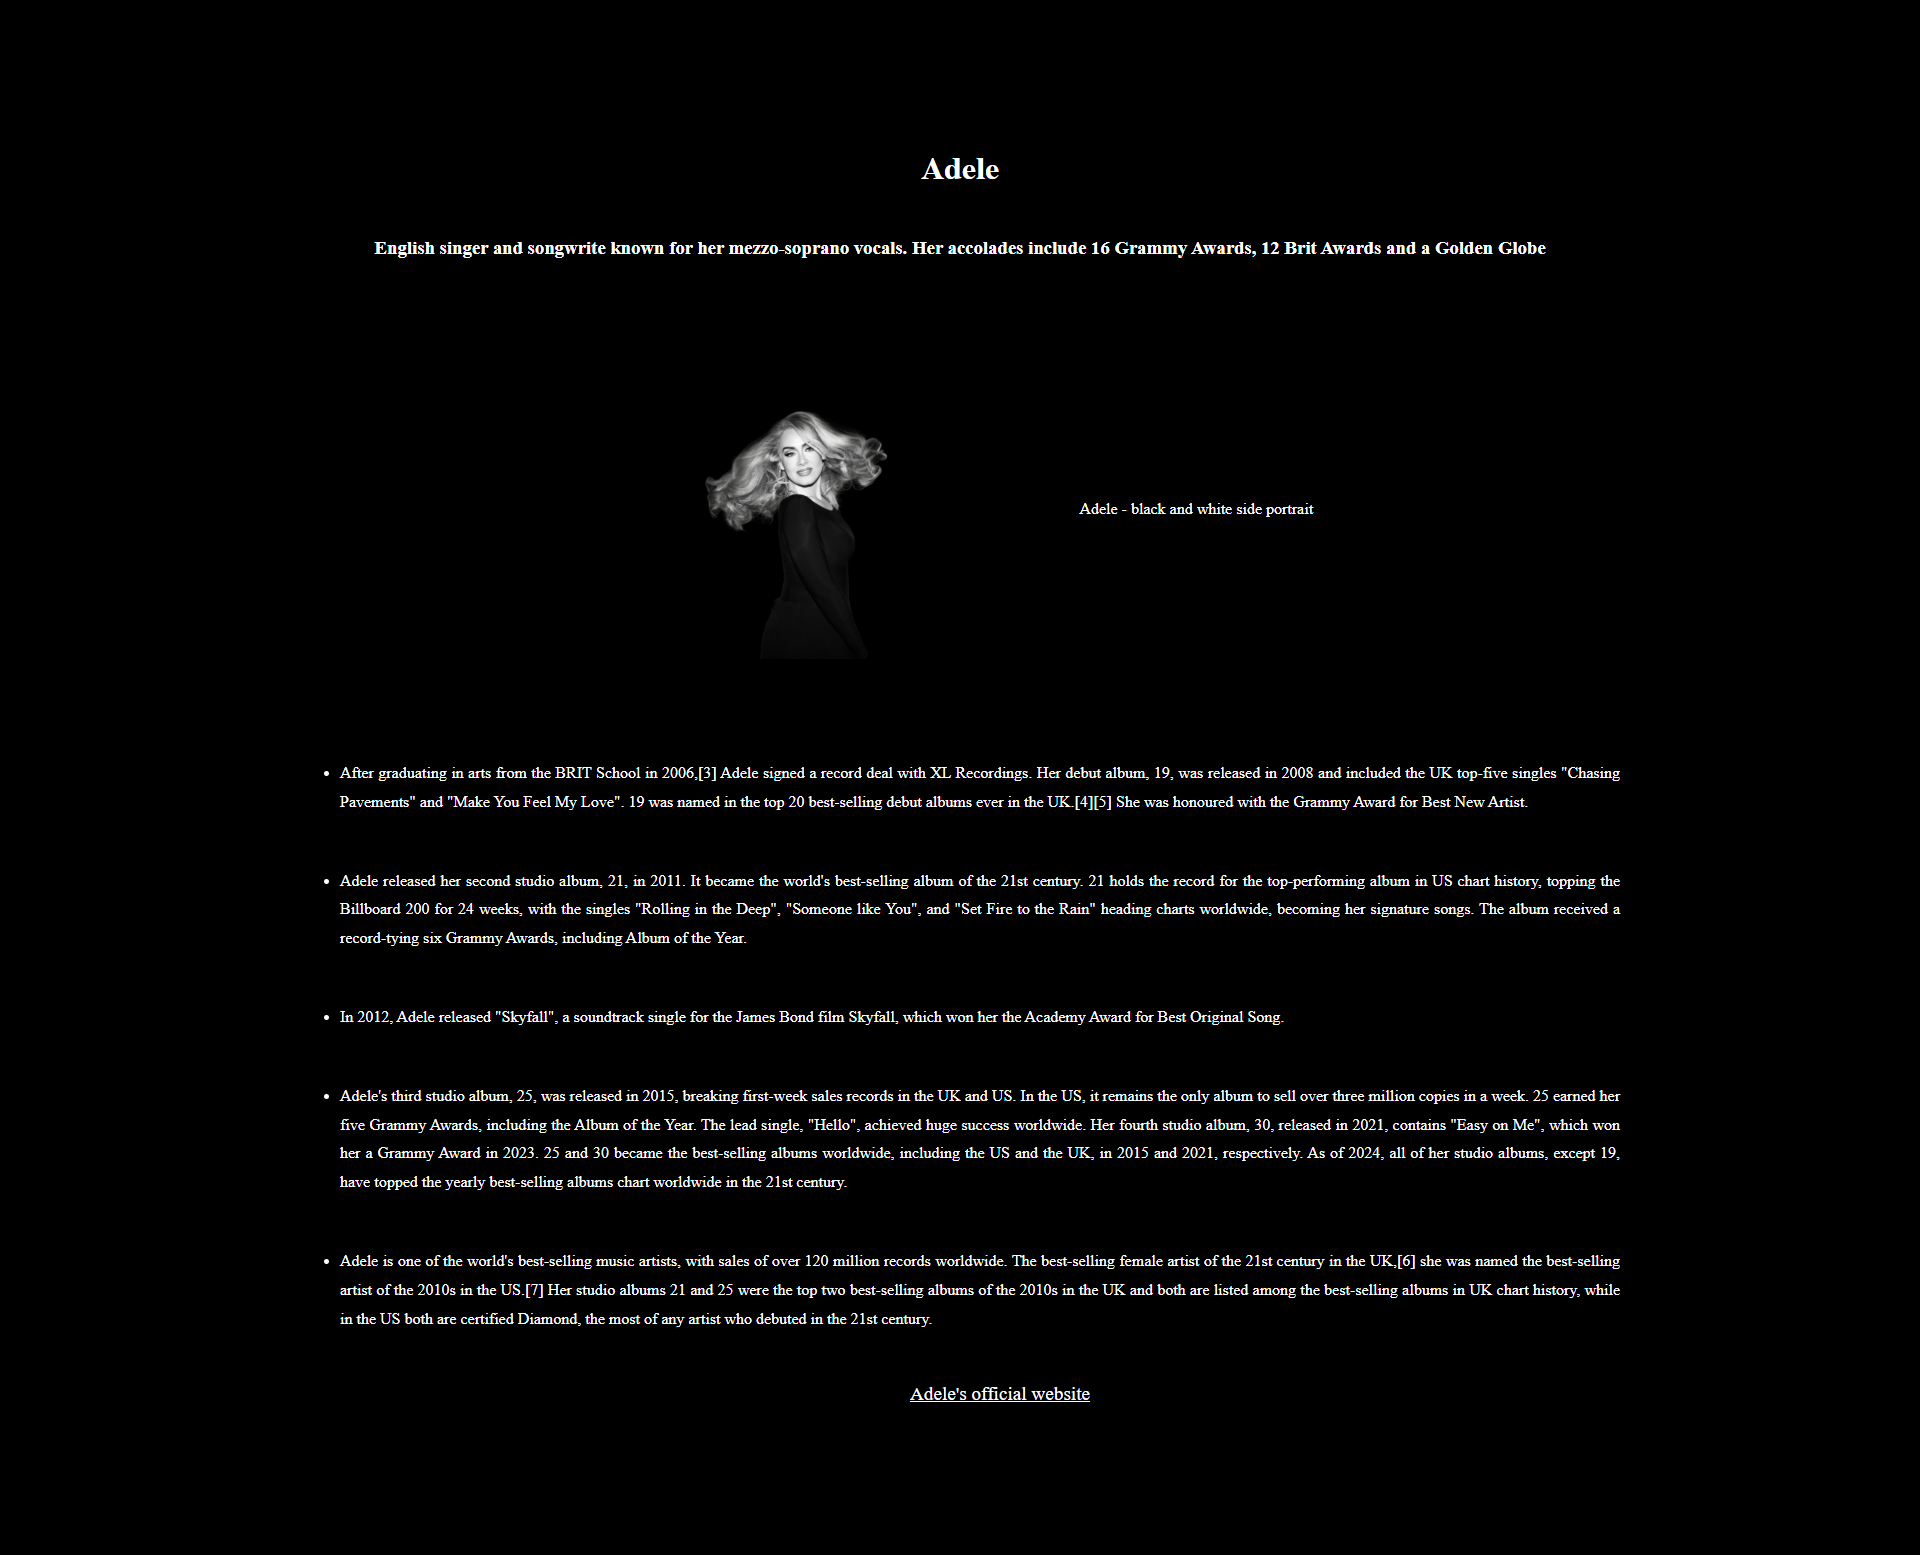 Adele
English singer and songwrite known for her mezzo-soprano vocals. Her accolades include 16 Grammy Awards, 12 Brit Awards and a Golden Globe
Adele - black and white side portrait
• After graduating in arts from the BRIT School in 2006,[3] Adele signed a record deal with XL Recordings. Her debut album, 19, was released in 2008 and included the UK top-five singles "Chasing
Pavements" and "Make You Feel My Love". 19 was named in the top 20 best-selling debut albums ever in the UK.[4][5] She was honoured with the Grammy Award for Best New Artist.
• Adele released her second studio album, 21, in 2011. It became the world's best-selling album of the 21st century. 21 holds the record for the top-performing album in US chart history, topping the
Billboard 200 for 24 weeks, with the singles "Rolling in the Deep", "Someone like You", and "Set Fire to the Rain" heading charts worldwide, becoming her signature songs. The album received a
record-tying six Grammy Awards, including Album of the Year.
• In 2012, Adele released "Skyfall", a soundtrack single for the James Bond film Skyfall, which won her the Academy Award for Best Original Song.
• Adele's third studio album, 25, was released in 2015, breaking first-week sales records in the UK and US. In the US, it remains the only album to sell over three million copies in a week. 25 earned her
five Grammy Awards, including the Album of the Year. The lead single, "Hello", achieved huge success worldwide. Her fourth studio album, 30, released in 2021, contains "Easy on Me", which won
her a Grammy Award in 2023. 25 and 30 became the best-selling albums worldwide, including the US and the UK, in 2015 and 2021, respectively. As of 2024, all of her studio albums, except 19,
have topped the yearly best-selling albums chart worldwide in the 21st century.
• Adele is one of the world's best-selling music artists, with sales of over 120 million records worldwide. The best-selling female artist of the 21st century in the UK,[6] she was named the best-selling
artist of the 2010s in the US.[7] Her studio albums 21 and 25 were the top two best-selling albums of the 2010s in the UK and both are listed among the best-selling albums in UK chart history, while
in the US both are certified Diamond, the most of any artist who debuted in the 21st century.
Adele's official website